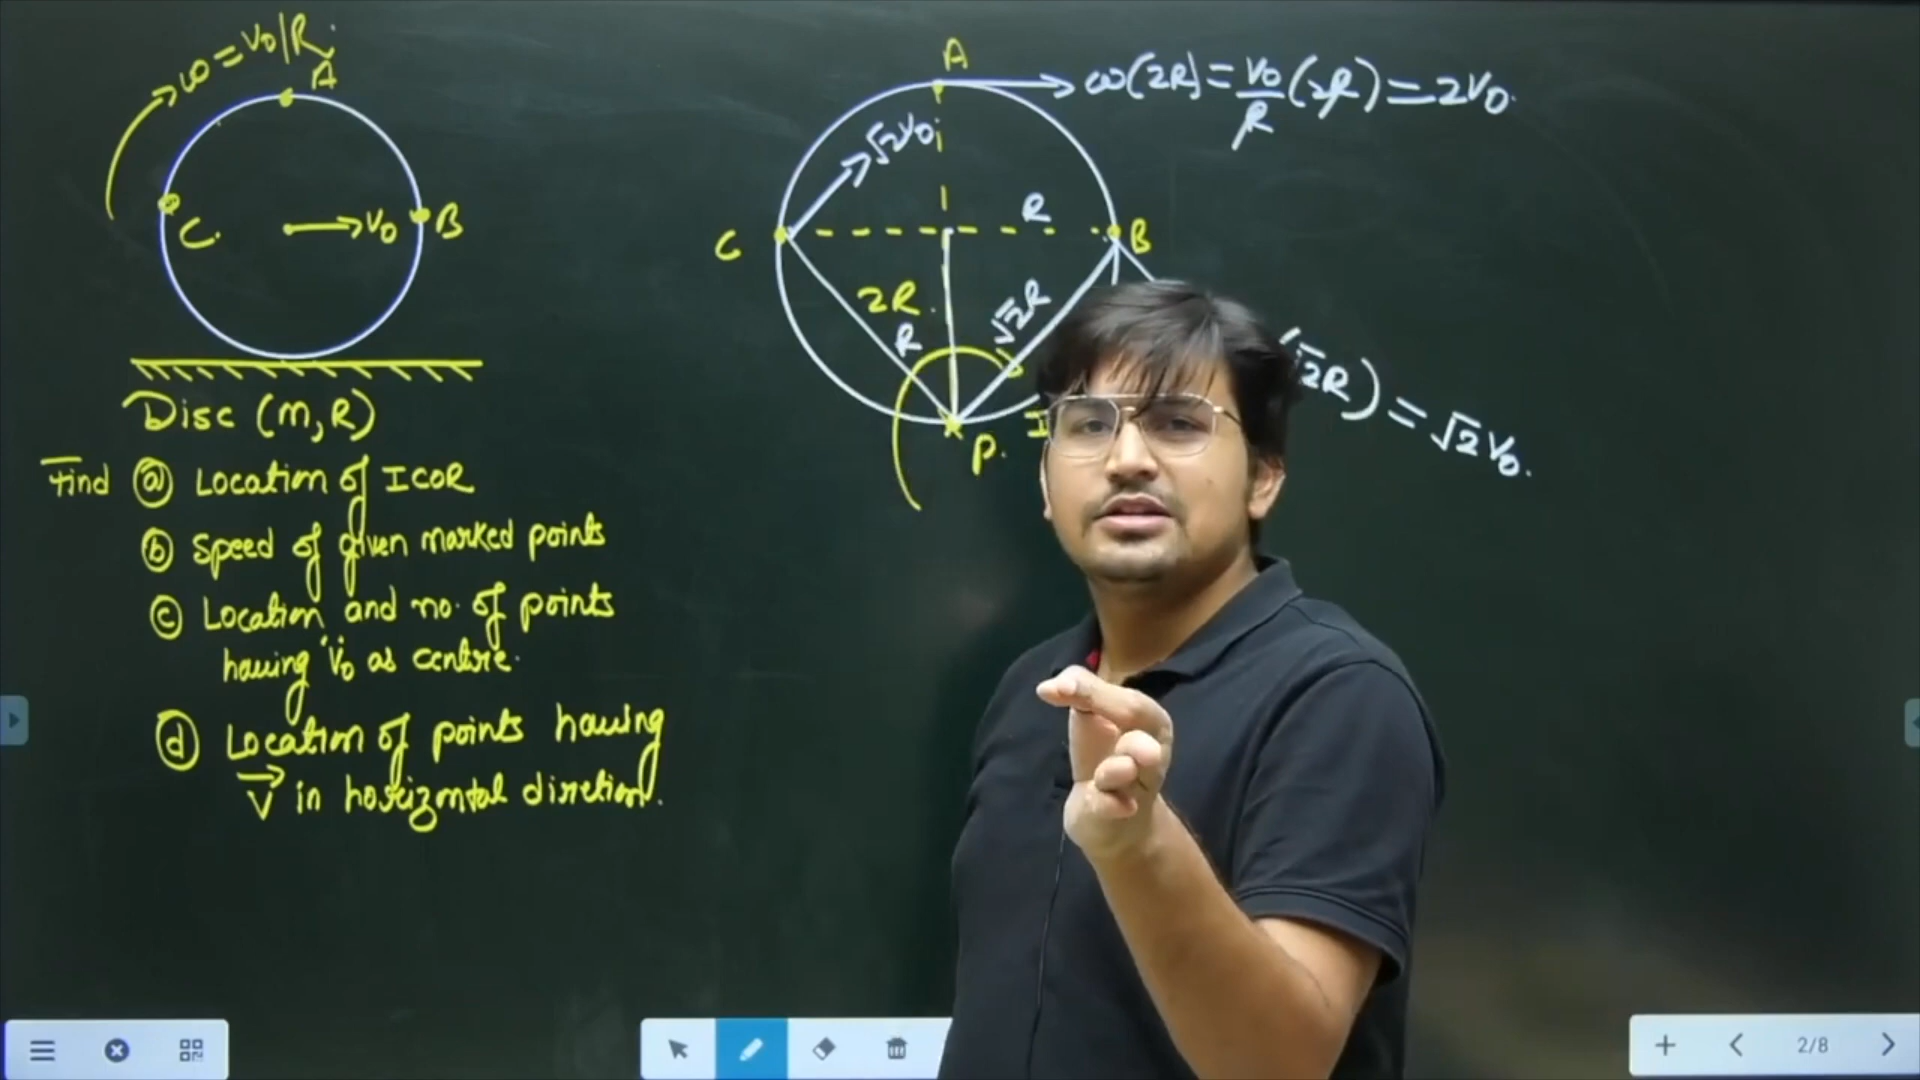 ω = V₀/R
A
C.
V₀
B
Disc (M,R)
Find (a) Location of ICOR
(b) Speed of given marked points
(c) Location and no. of points
having "V₀ as centre.
(d) Location of points having
V⃗ in horizontal direction.
A
ω(2R) = V₀/R (2R) = 2V₀.
√2V₀
C
R
B
2R
R
√2R
P.
√2R) = √2V₀.
2/8